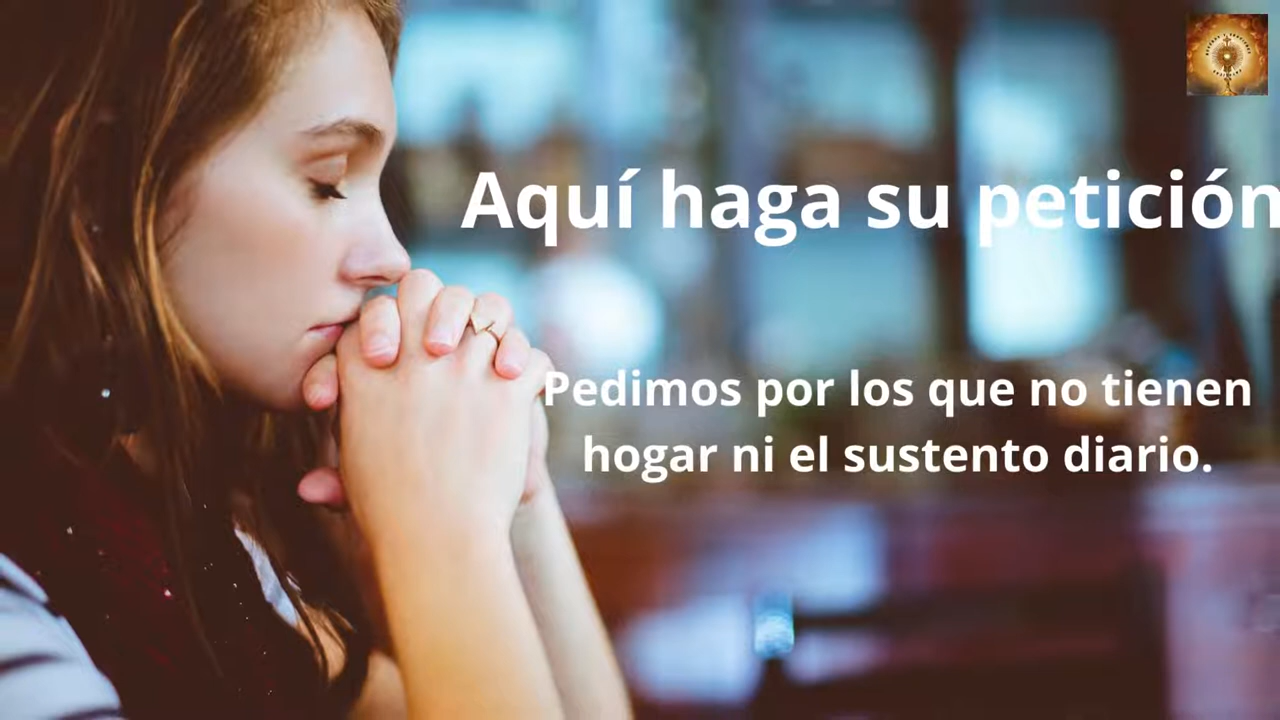 Aquí haga su petición
Pedimos por los que no tienen
hogar ni el sustento diario.